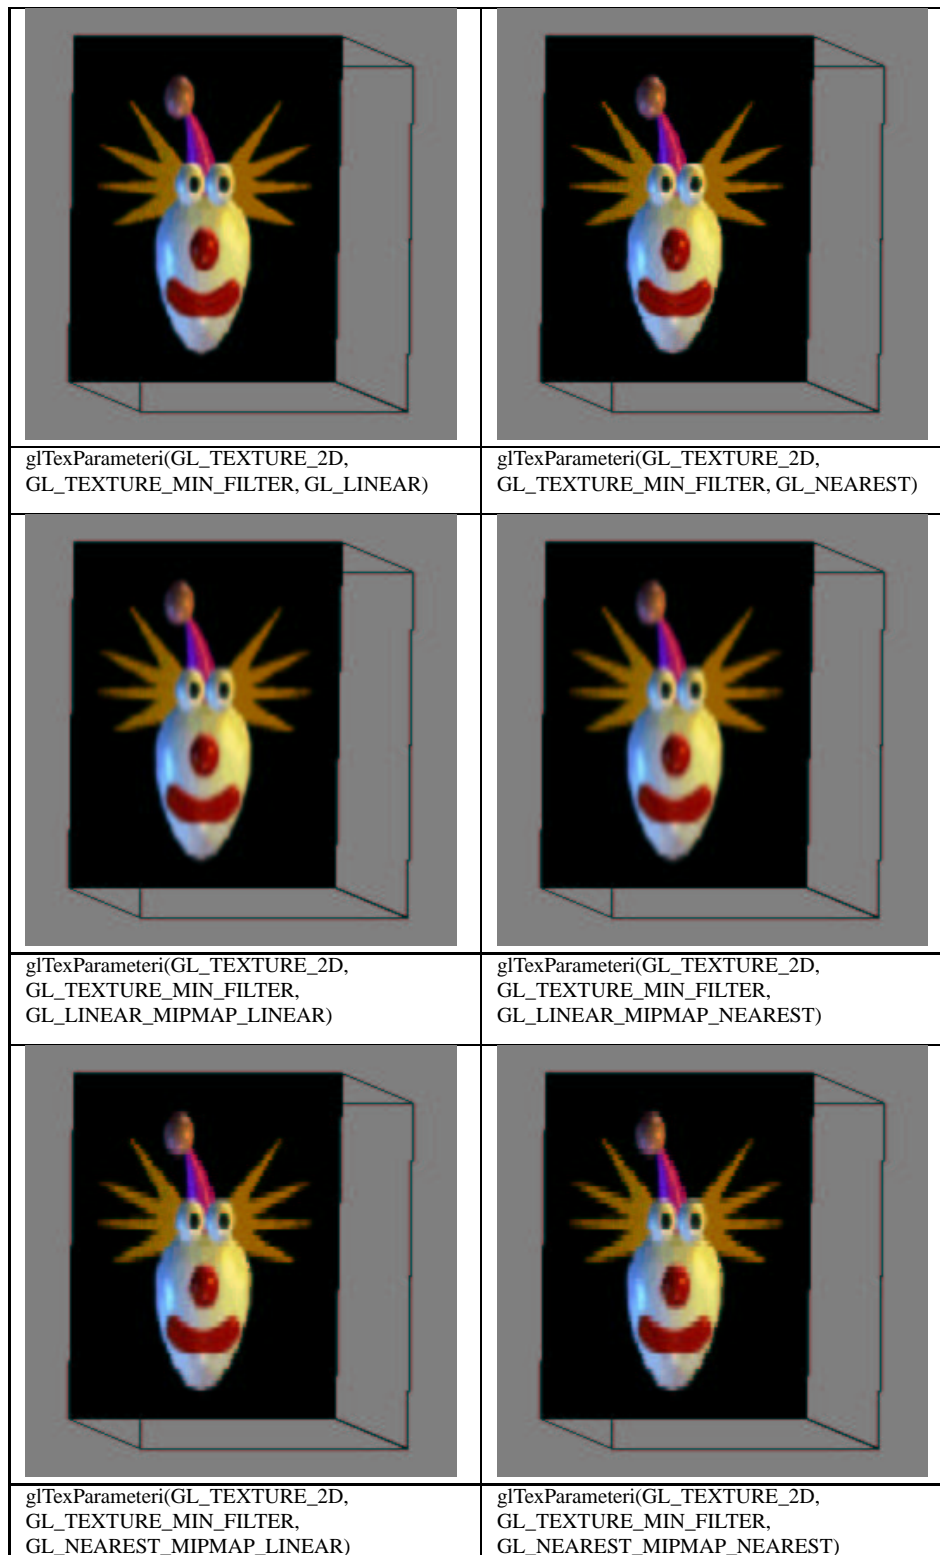 glTexParameteri(GL_TEXTURE_2D,
GL_TEXTURE_MIN_FILTER, GL_LINEAR)
glTexParameteri(GL_TEXTURE_2D,
GL_TEXTURE_MIN_FILTER, GL_NEAREST)
glTexParameteri(GL_TEXTURE_2D,
GL_TEXTURE_MIN_FILTER,
GL_LINEAR_MIPMAP_LINEAR)
glTexParameteri(GL_TEXTURE_2D,
GL_TEXTURE_MIN_FILTER,
GL_LINEAR_MIPMAP_NEAREST)
glTexParameteri(GL_TEXTURE_2D,
GL_TEXTURE_MIN_FILTER,
GL_NEAREST_MIPMAP_LINEAR)
glTexParameteri(GL_TEXTURE_2D,
GL_TEXTURE_MIN_FILTER,
GL_NEAREST_MIPMAP_NEAREST)